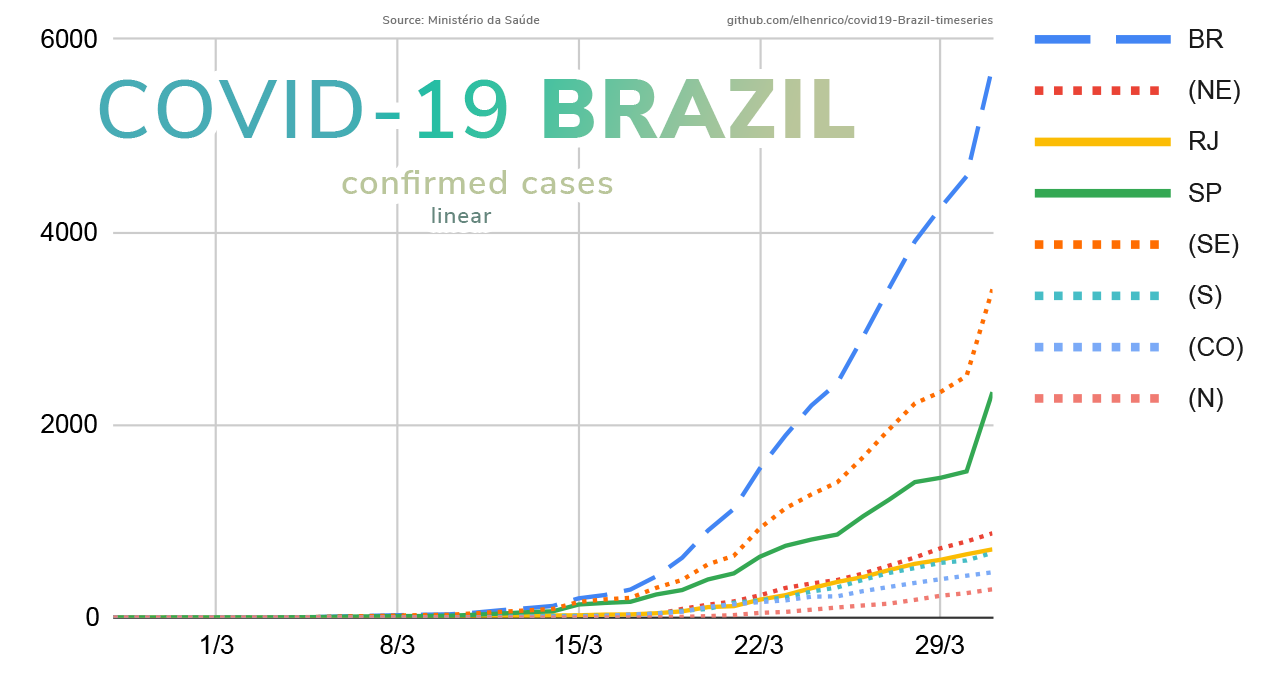 Source: Ministério da Saúde
github.com/elhenrico/covid19-Brazil-timeseries
COVID-19 BRAZIL
confirmed cases
linear
6000
4000
2000
0
1/3
8/3
15/3
22/3
29/3
BR
(NE)
RJ
SP
(SE)
(S)
(CO)
(N)